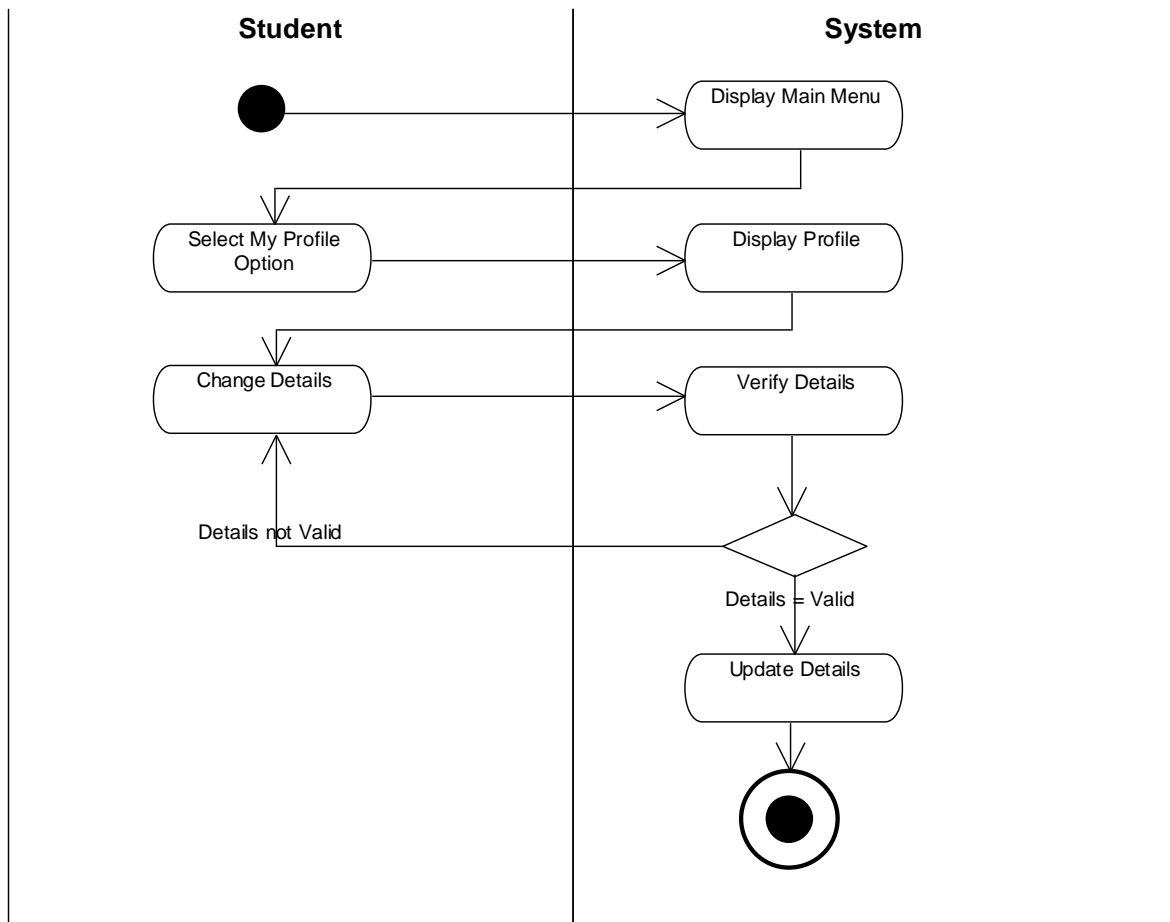 Student
System
Display Main Menu
Select My Profile
Option
Display Profile
Change Details
Verify Details
Details not Valid
Details = Valid
Update Details